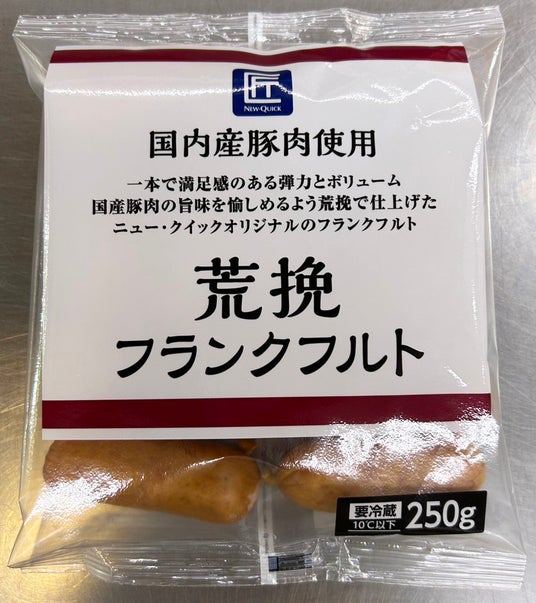 匠
NEW-QUICK
国内産豚肉使用
一本で満足感のある弾力とボリューム
国産豚肉の旨味を愉しめるよう荒挽で仕上げた
ニュー・クイックオリジナルのフランクフルト
荒挽
フランクフルト
要冷蔵
10℃以下
250g